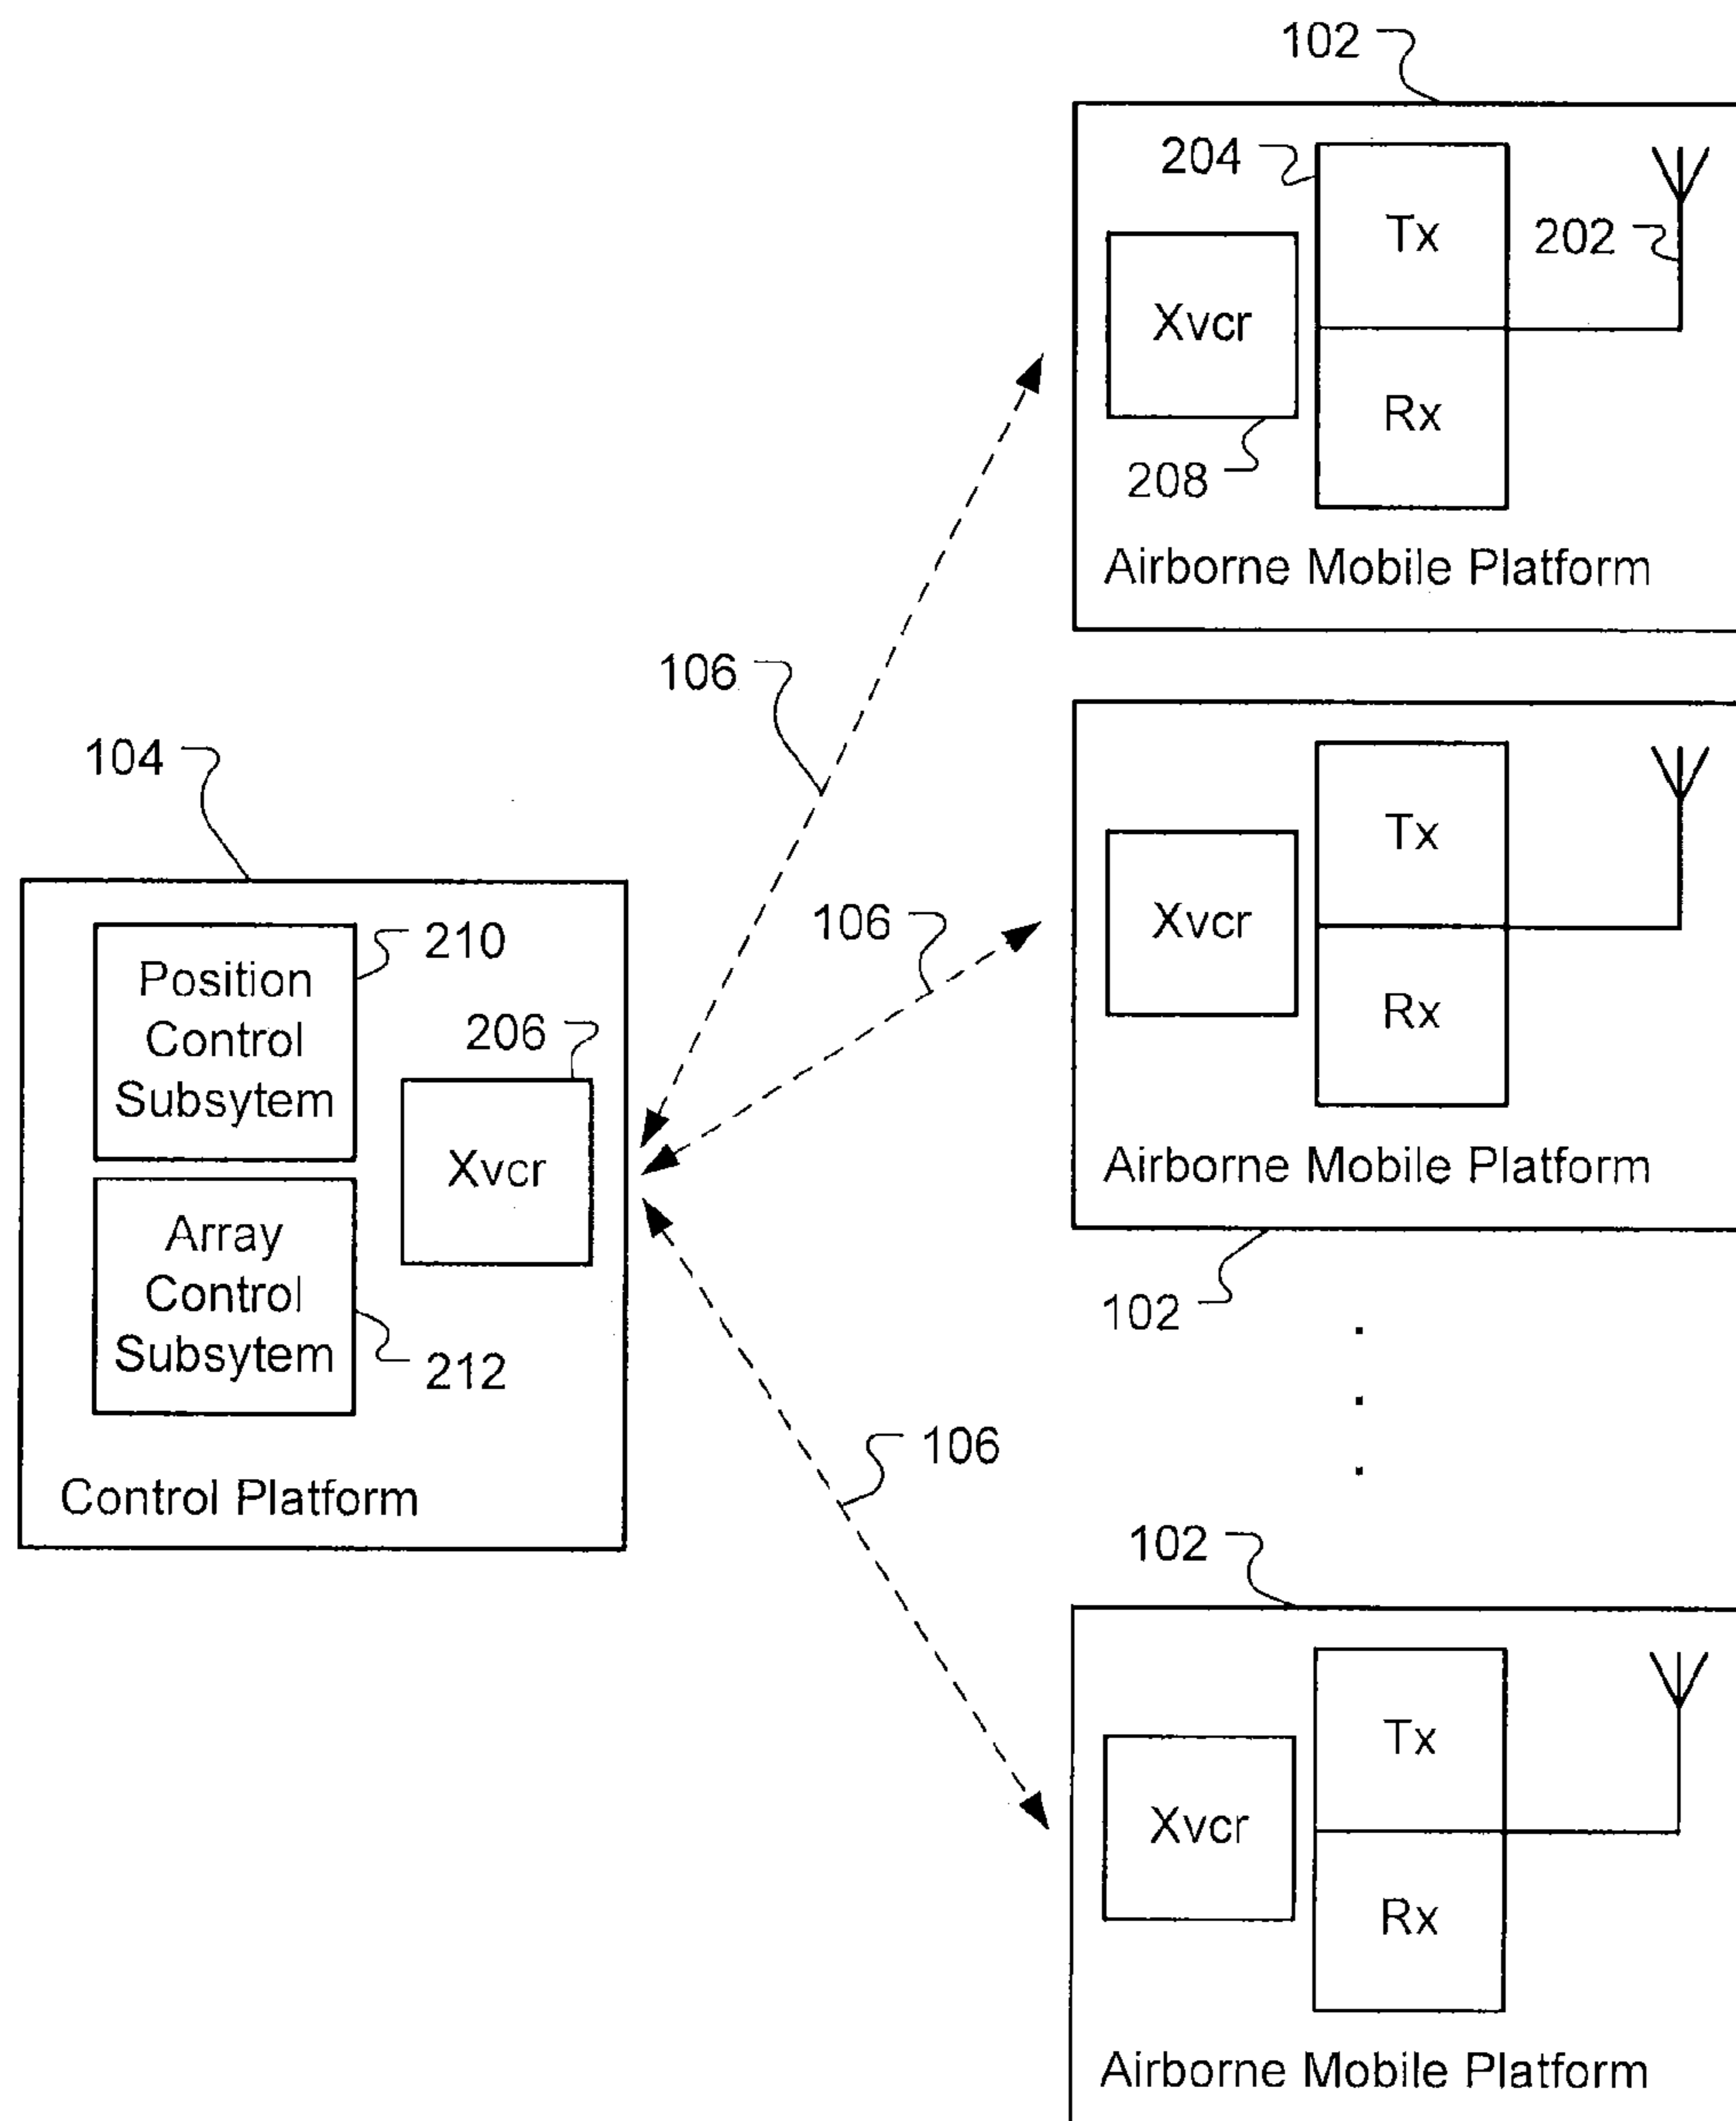 102
204
Tx
202
Xvcr
Rx
208
Airborne Mobile Platform
106
104
Tx
106
Xvcr
210
Position
Control
Subsytem
Rx
206
Xvcr
Airborne Mobile Platform
Array
Control
Subsytem
212
102
.
.
.
106
Control Platform
102
Tx
Xvcr
Rx
Airborne Mobile Platform